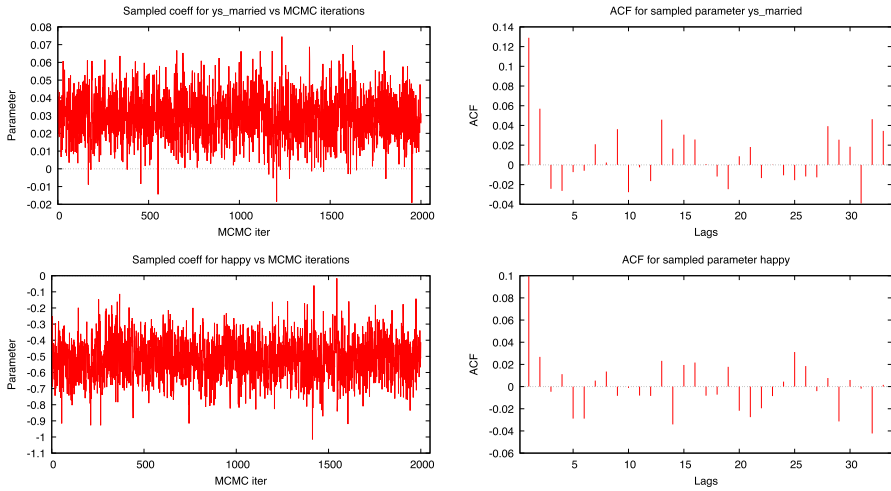 Sampled coeff for ys_married vs MCMC iterations
0.08
0.07
0.06
0.05
0.04
0.03
0.02
0.01
0
-0.01
-0.02
Parameter
0 500 1000 1500 2000
MCMC iter
ACF for sampled parameter ys_married
0.14
0.12
0.1
0.08
0.06
0.04
0.02
0
-0.02
-0.04
ACF
5 10 15 20 25 30
Lags
Sampled coeff for happy vs MCMC iterations
0
-0.1
-0.2
-0.3
-0.4
-0.5
-0.6
-0.7
-0.8
-0.9
-1
-1.1
Parameter
0 500 1000 1500 2000
MCMC iter
ACF for sampled parameter happy
0.1
0.08
0.06
0.04
0.02
0
-0.02
-0.04
-0.06
ACF
5 10 15 20 25 30
Lags